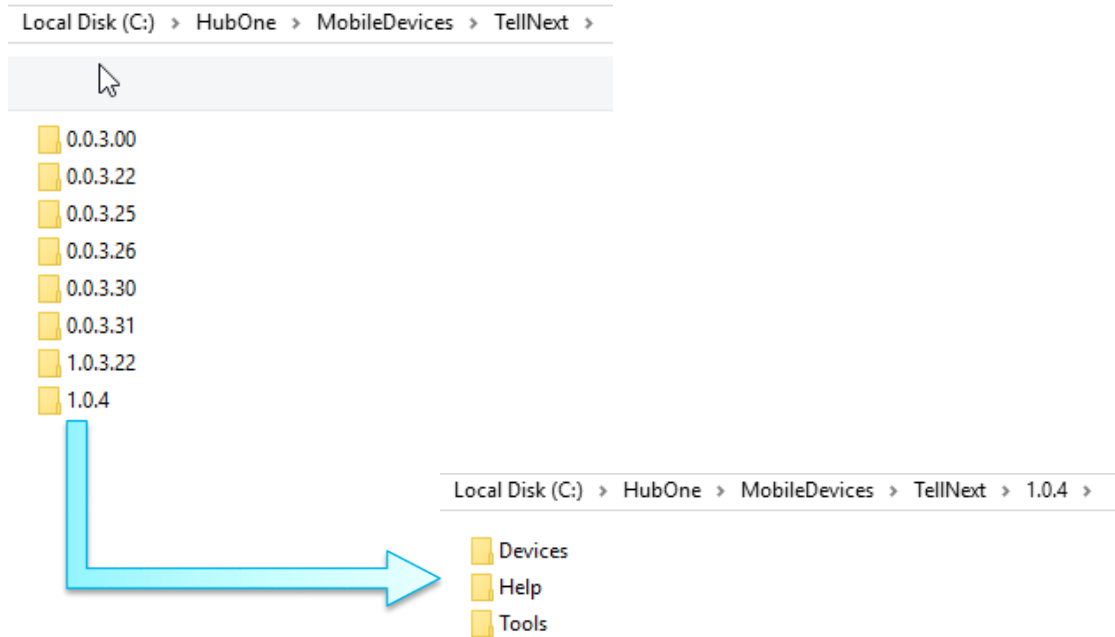 Local Disk (C:) > HubOne > MobileDevices > TellNext >
0.0.3.00
0.0.3.22
0.0.3.25
0.0.3.26
0.0.3.30
0.0.3.31
1.0.3.22
1.0.4
Local Disk (C:) > HubOne > MobileDevices > TellNext > 1.0.4 >
Devices
Help
Tools